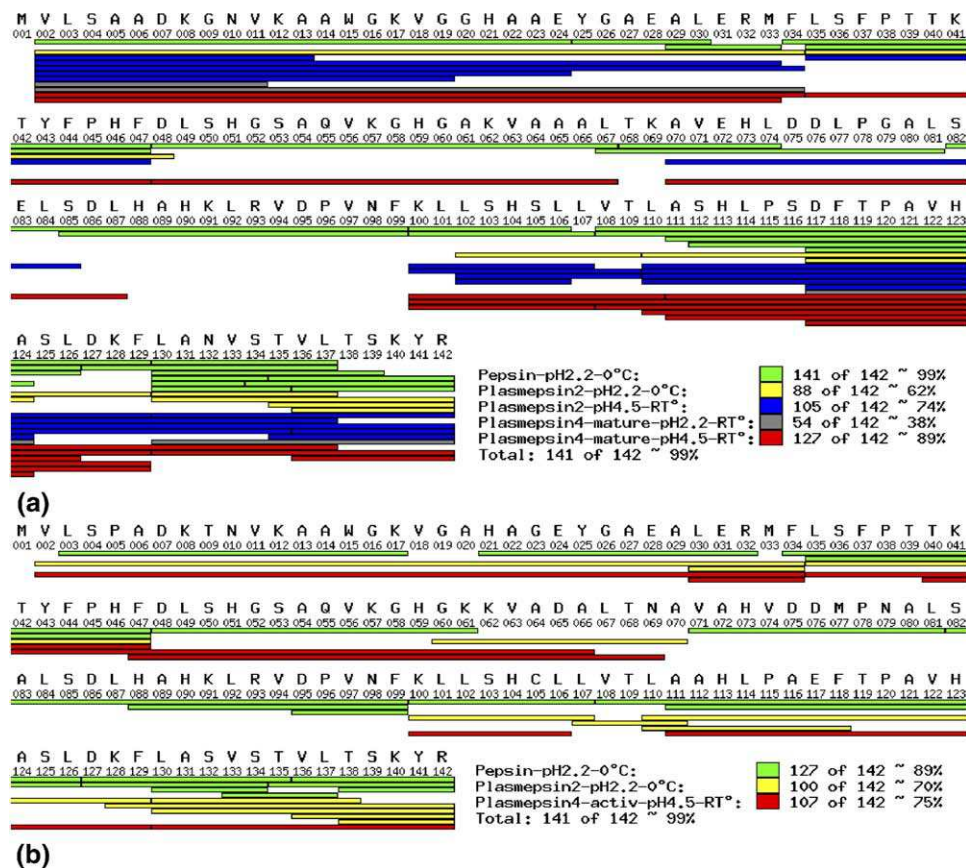 M V L S A A D K G N V K A A W G K V G G H A A E Y G A E A L E R M F L S F P T T K
001 002 003 004 005 006 007 008 009 010 011 012 013 014 015 016 017 018 019 020 021 022 023 024 025 026 027 028 029 030 031 032 033 034 035 036 037 038 039 040 041
T Y F P H F D L S H G S A Q V K G H G A K V A A A L T K A V E H L D D L P G A L S
042 043 044 045 046 047 048 049 050 051 052 053 054 055 056 057 058 059 060 061 062 063 064 065 066 067 068 069 070 071 072 073 074 075 076 077 078 079 080 081 082
E L S D L H A H K L R V D P V N F K L L S H S L L V T L A S H L P S D F T P A V H
083 084 085 086 087 088 089 090 091 092 093 094 095 096 097 098 099 100 101 102 103 104 105 106 107 108 109 110 111 112 113 114 115 116 117 118 119 120 121 122 123
A S L D K F L A N V S T V L T S K Y R
124 125 126 127 128 129 130 131 132 133 134 135 136 137 138 139 140 141 142
Pepsin-pH2.2-0°C: 141 of 142 ~ 99%
Plasmepsin2-pH2.2-0°C: 88 of 142 ~ 62%
Plasmepsin2-pH4.5-RT°: 105 of 142 ~ 74%
Plasmepsin4-mature-pH2.2-RT°: 54 of 142 ~ 38%
Plasmepsin4-mature-pH4.5-RT°: 127 of 142 ~ 89%
Total: 141 of 142 ~ 99%
(a)
M V L S P A D K T N V K A A W G K V G A H A G E Y G A E A L E R M F L S F P T T K
001 002 003 004 005 006 007 008 009 010 011 012 013 014 015 016 017 018 019 020 021 022 023 024 025 026 027 028 029 030 031 032 033 034 035 036 037 038 039 040 041
T Y F P H F D L S H G S A Q V K G H G K K V A D A L T N A V A H V D D M P N A L S
042 043 044 045 046 047 048 049 050 051 052 053 054 055 056 057 058 059 060 061 062 063 064 065 066 067 068 069 070 071 072 073 074 075 076 077 078 079 080 081 082
A L S D L H A H K L R V D P V N F K L L S H C L L V T L A A H L P A E F T P A V H
083 084 085 086 087 088 089 090 091 092 093 094 095 096 097 098 099 100 101 102 103 104 105 106 107 108 109 110 111 112 113 114 115 116 117 118 119 120 121 122 123
A S L D K F L A S V S T V L T S K Y R
124 125 126 127 128 129 130 131 132 133 134 135 136 137 138 139 140 141 142
Pepsin-pH2.2-0°C: 127 of 142 ~ 89%
Plasmepsin2-pH2.2-0°C: 100 of 142 ~ 70%
Plasmepsin4-activ-pH4.5-RT°: 107 of 142 ~ 75%
Total: 141 of 142 ~ 99%
(b)